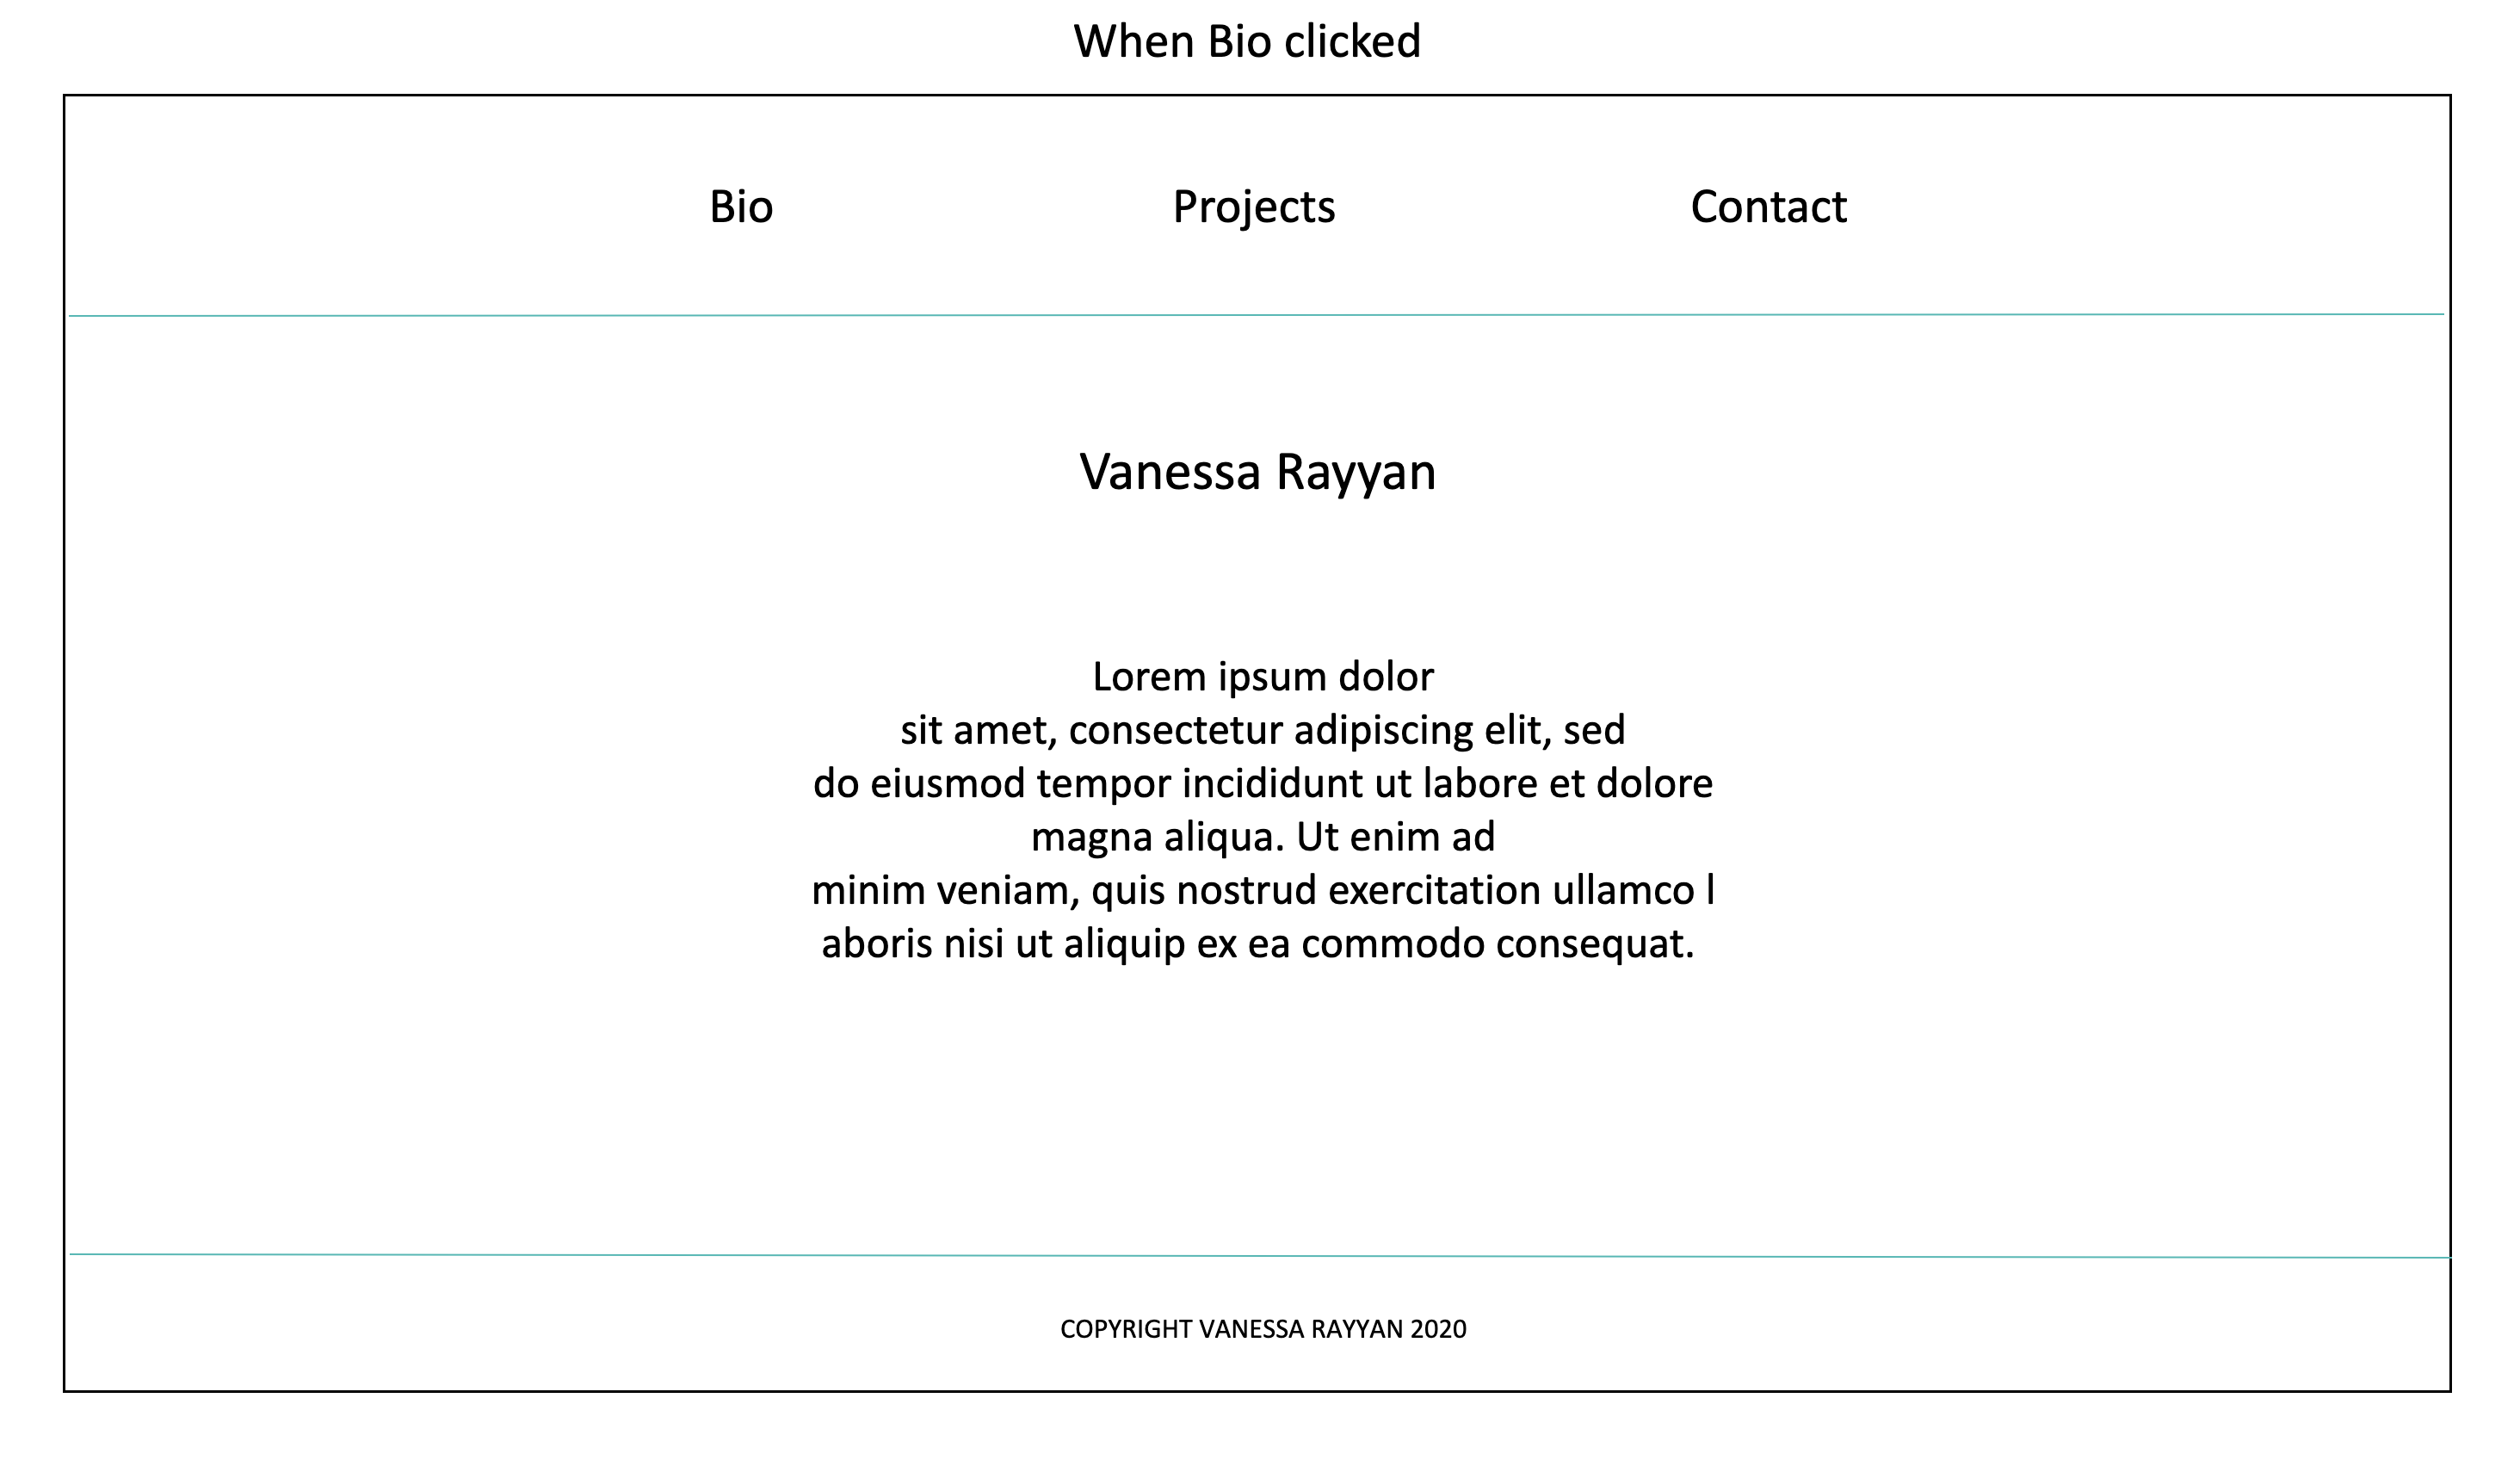 When Bio clicked
Bio Projects Contact
Vanessa Rayyan
Lorem ipsum dolor
sit amet, consectetur adipiscing elit, sed
do eiusmod tempor incididunt ut labore et dolore
magna aliqua. Ut enim ad
minim veniam, quis nostrud exercitation ullamco l
aboris nisi ut aliquip ex ea commodo consequat.
COPYRIGHT VANESSA RAYYAN 2020